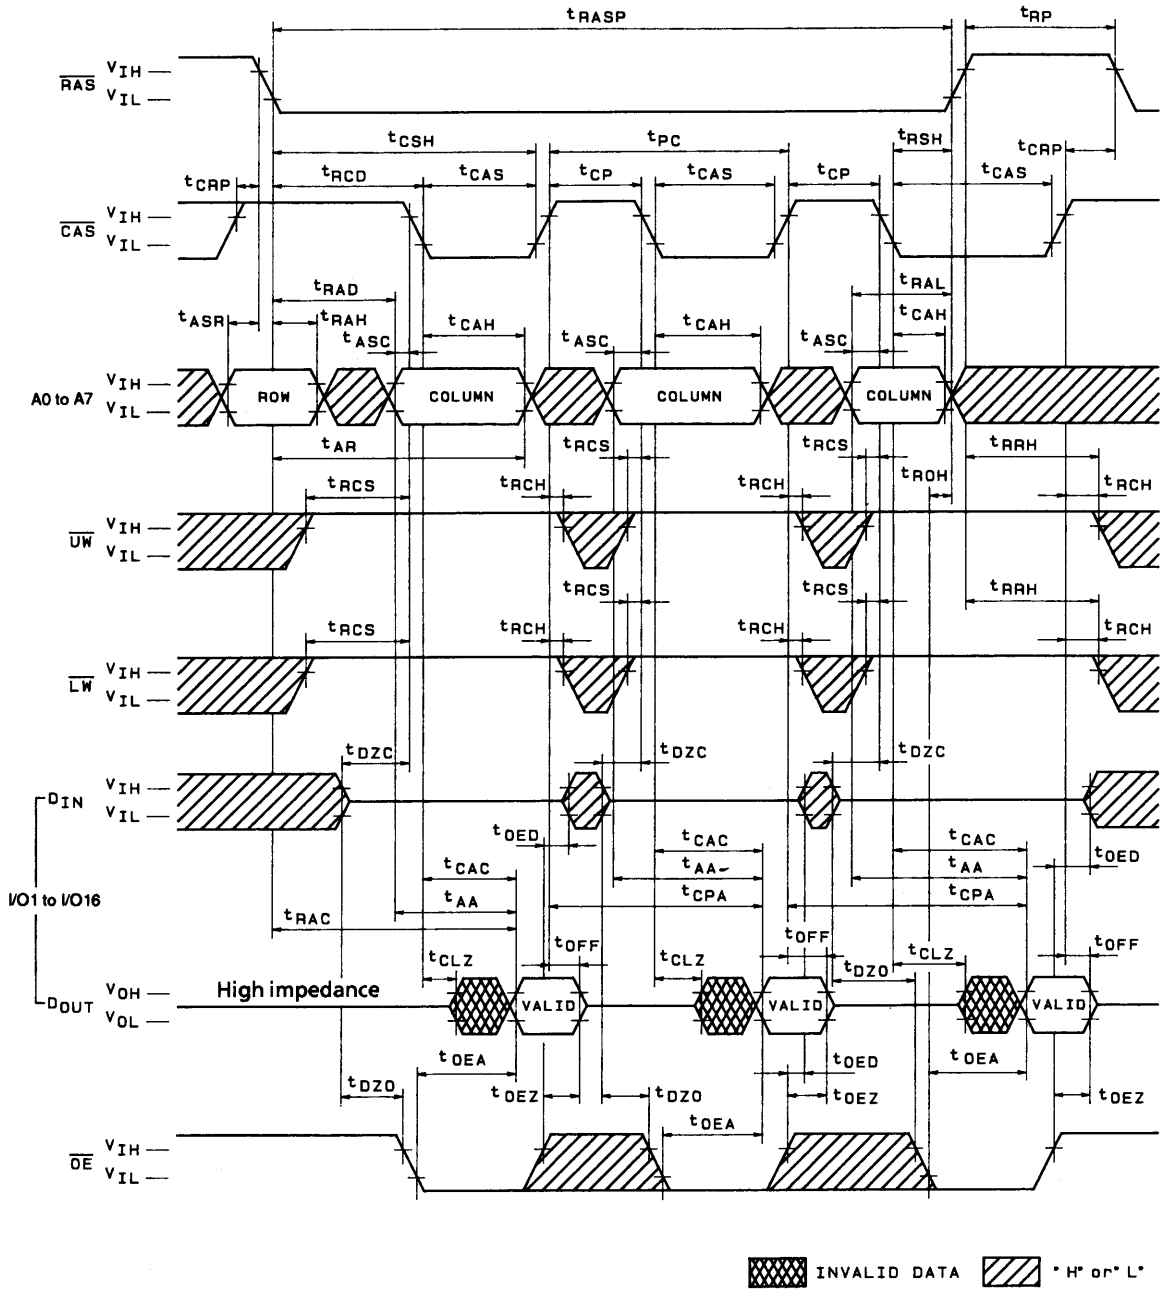 tRASP tRP
RAS VIH
VIL
tCSH tPC tRSH tCRP
tCRP tRCD tCAS tCP tCAS tCP tCAS
CAS VIH
VIL
tRAD tRAL
tASR tRAH tASC tCAH tASC tCAH tASC tCAH
A0 to A7 VIH
VIL
ROW COLUMN COLUMN COLUMN
tAR tRCS tRCS tROH tRRH
tRCS tRCH tRCH tRCH
UW VIH
VIL
tRCS tRCS tRRH
tRCS tRCH tRCH tRCH
LW VIH
VIL
tDZC tDZC tDZC
DIN VIH
VIL
tOED tCAC tCAC tOED
tCAC tAA tAA
I/O1 to I/O16
tAA tCPA tCPA
tRAC
tOFF tOFF tOFF
tCLZ tCLZ tDZO tCLZ
DOUT VOH
VOL
High impedance VALID VALID VALID
tOEA tOED tOEA
tDZO tOEZ tDZO tOEZ tOEZ
tOEA
OE VIH
VIL
INVALID DATA "H" or "L"